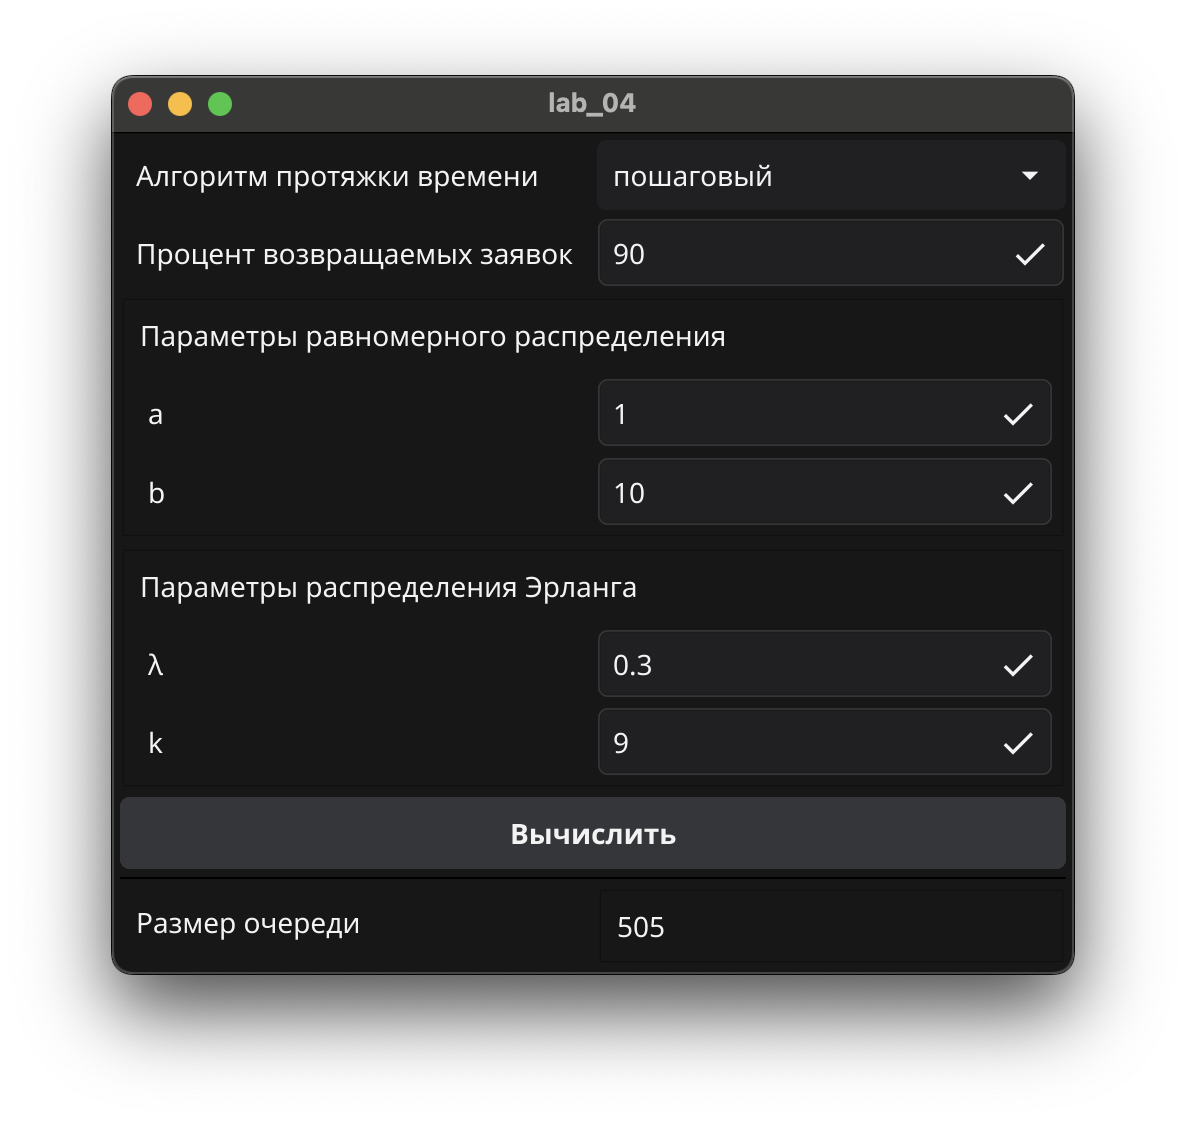 lab_04
Алгоритм протяжки времени пошаговый
Процент возвращаемых заявок 90
Параметры равномерного распределения
a 1
b 10
Параметры распределения Эрланга
λ 0.3
k 9
Вычислить
Размер очереди 505